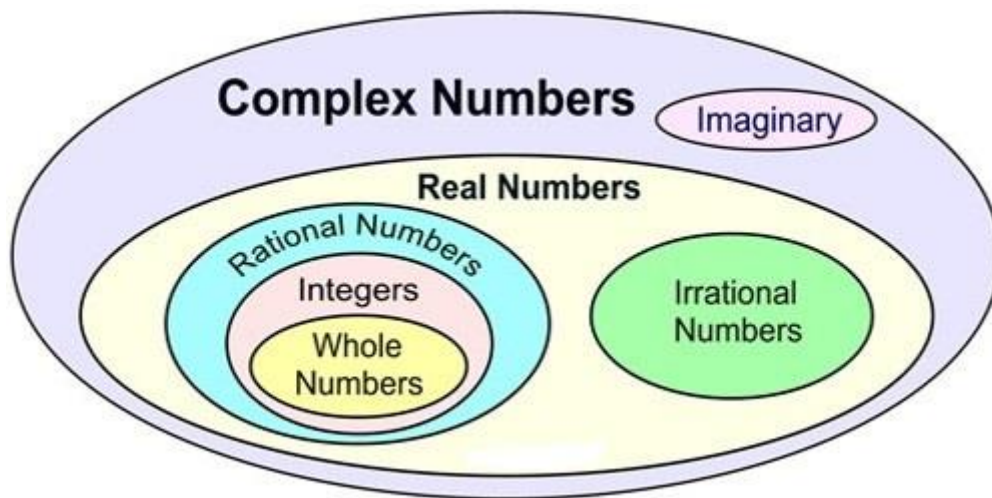 Complex Numbers
Imaginary
Real Numbers
Rational Numbers
Integers
Whole
Numbers
Irrational
Numbers